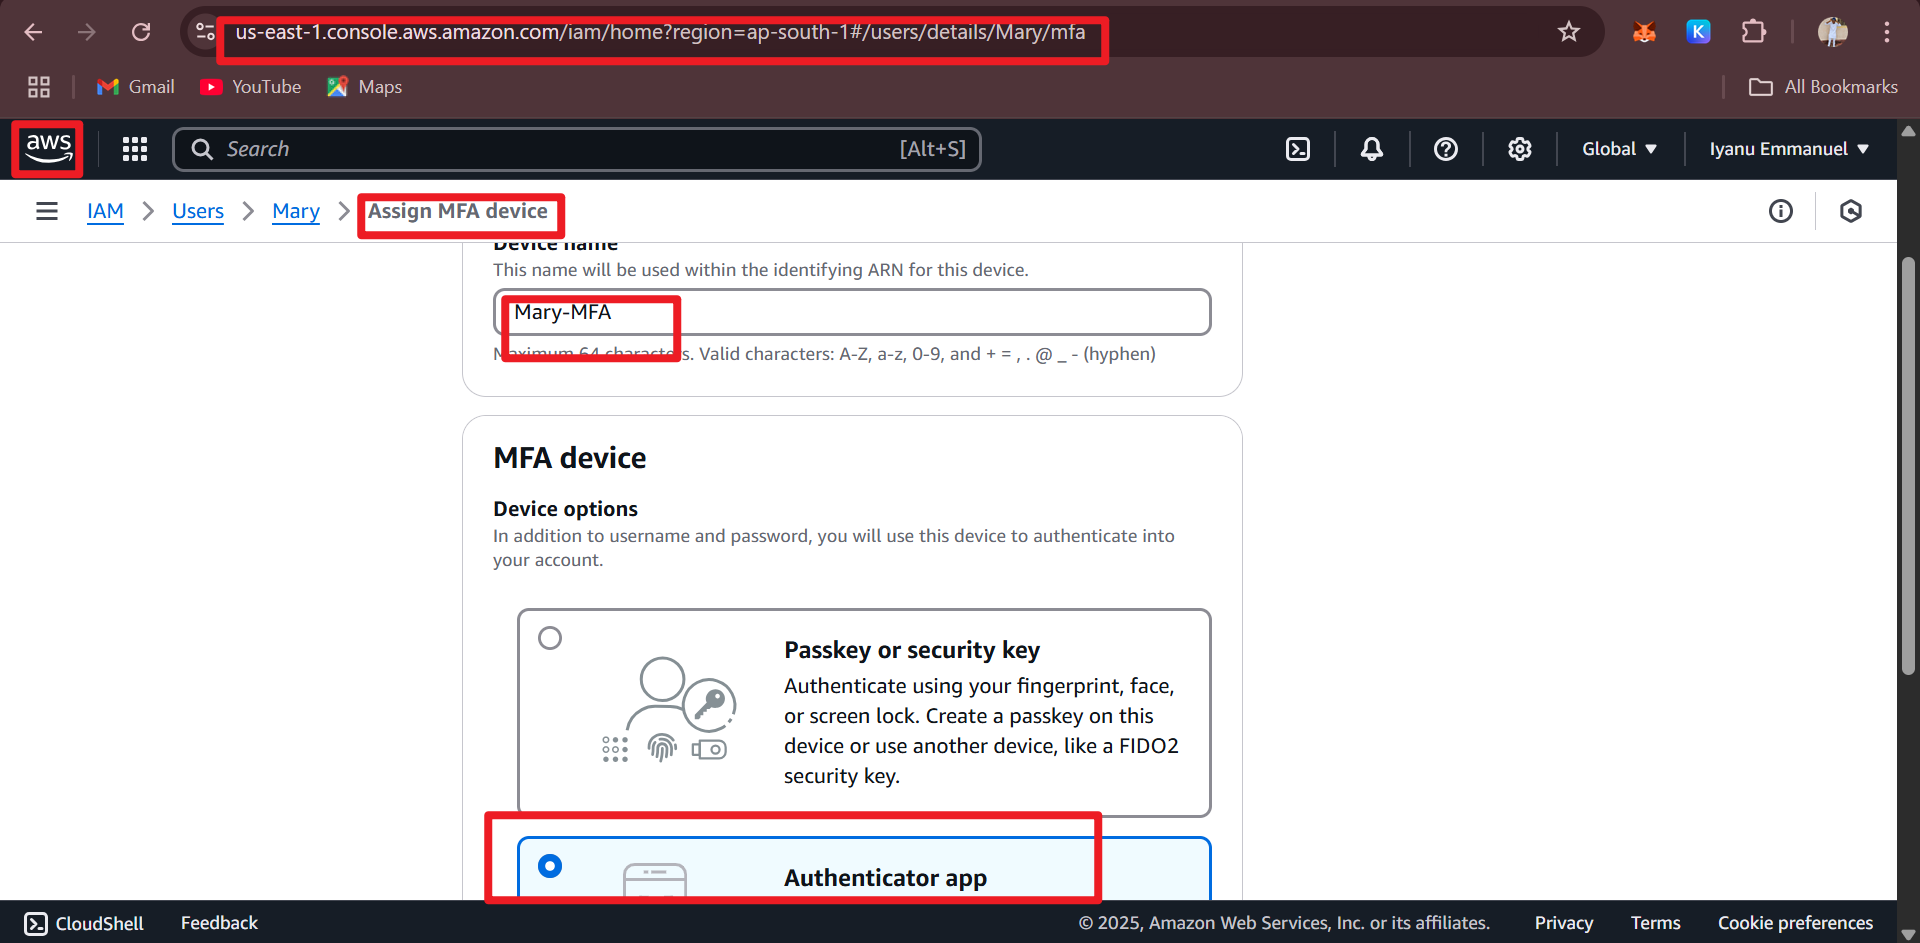 us-east-1.console.aws.amazon.com/iam/home?region=ap-south-1#/users/details/Mary/mfa
K
Gmail
YouTube
Maps
All Bookmarks
aws
Search
[Alt+S]
Global
Iyanu Emmanuel
IAM
Users
Mary
Assign MFA device
Device name
This name will be used within the identifying ARN for this device.
Mary-MFA
Maximum 64 characters. Valid characters: A-Z, a-z, 0-9, and + = , . @ _ - (hyphen)
MFA device
Device options
In addition to username and password, you will use this device to authenticate into
your account.
Passkey or security key
Authenticate using your fingerprint, face,
or screen lock. Create a passkey on this
device or use another device, like a FIDO2
security key.
Authenticator app
CloudShell
Feedback
© 2025, Amazon Web Services, Inc. or its affiliates.
Privacy
Terms
Cookie preferences